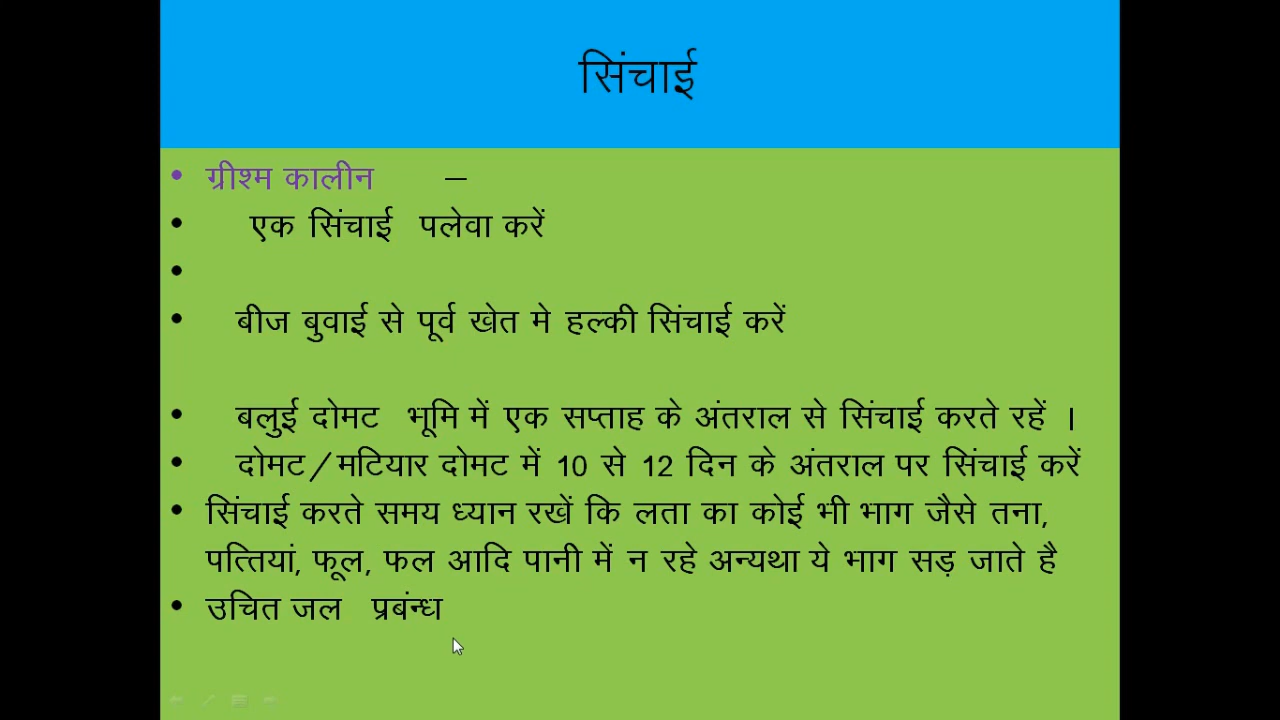 सिंचाई
• ग्रीश्म कालीन –
• एक सिंचाई पलेवा करें
•
• बीज बुवाई से पूर्व खेत मे हल्की सिंचाई करें
• बलुई दोमट भूमि में एक सप्ताह के अंतराल से सिंचाई करते रहें ।
• दोमट/मटियार दोमट में 10 से 12 दिन के अंतराल पर सिंचाई करें
• सिंचाई करते समय ध्यान रखें कि लता का कोई भी भाग जैसे तना,
पत्तियां, फूल, फल आदि पानी में न रहे अन्यथा ये भाग सड़ जाते है
• उचित जल प्रबंन्ध